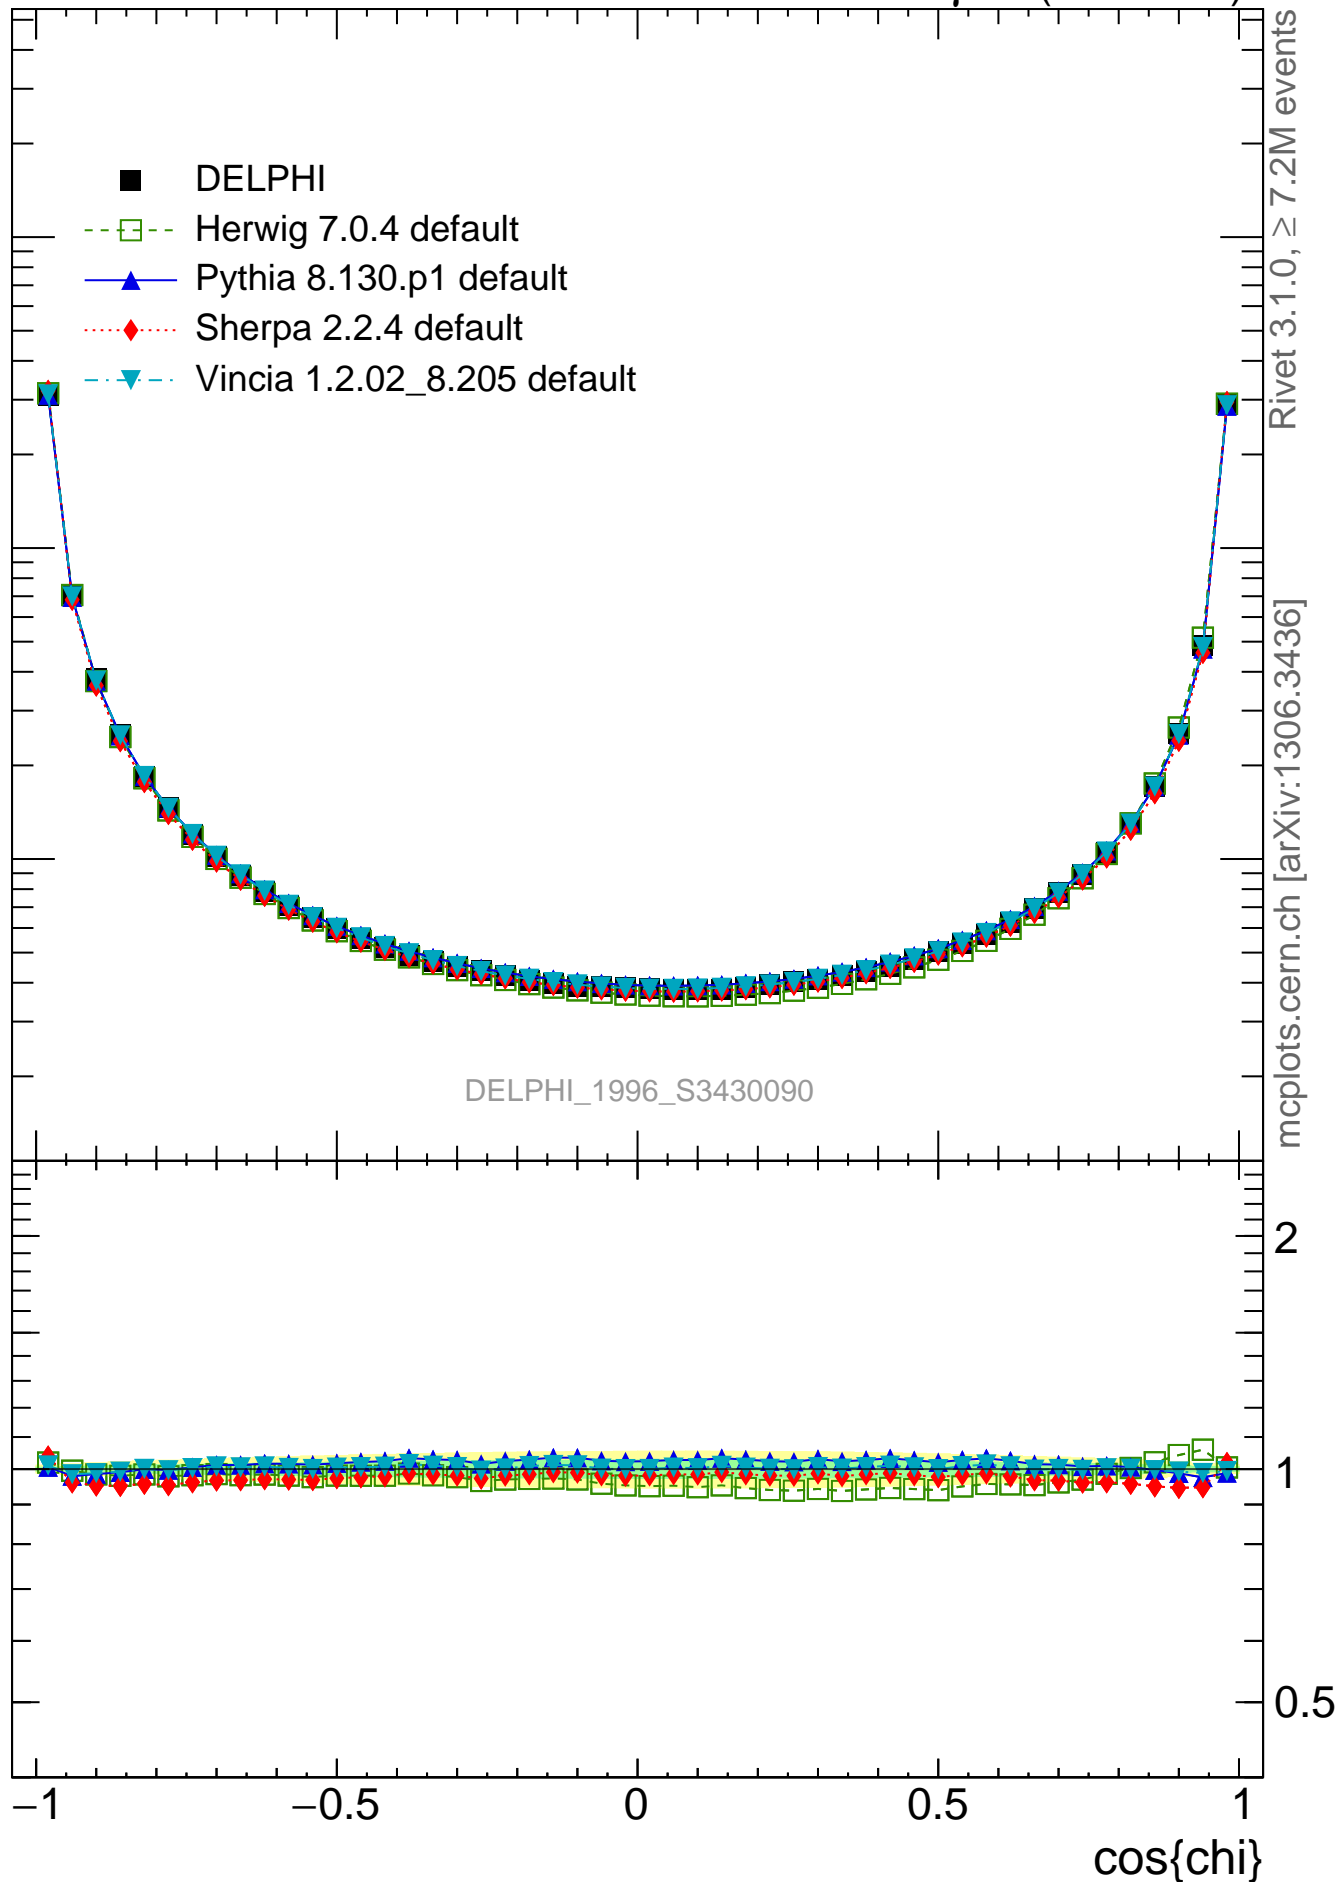 DELPHI
Herwig 7.0.4 default
Pythia 8.130.p1 default
Sherpa 2.2.4 default
Vincia 1.2.02_8.205 default
DELPHI_1996_S3430090
Rivet 3.1.0, ≥ 7.2M events
mcplots.cern.ch [arXiv:1306.3436]
2
1
0.5
−1
−0.5
0
0.5
1
cos{chi}